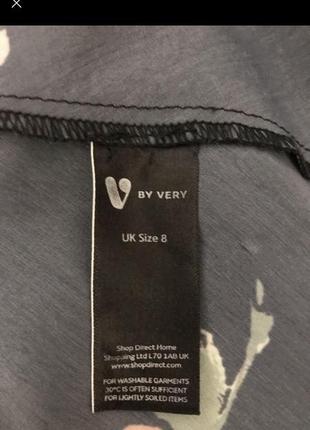 V BY VERY
UK Size 8
Shop Direct Home
Shopping Ltd L70 1AB UK
www.shopdirect.com
FOR WASHABLE GARMENTS
30°C IS OFTEN SUFFICIENT
FOR LIGHTLY SOILED ITEMS